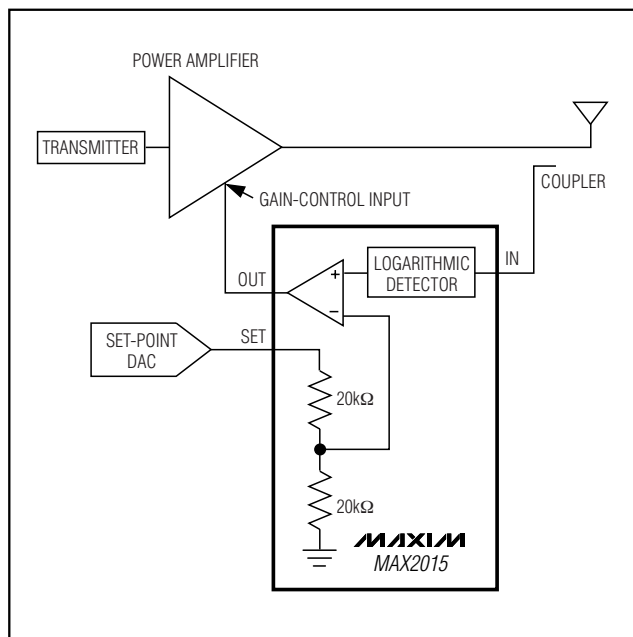 POWER AMPLIFIER
TRANSMITTER
GAIN-CONTROL INPUT
COUPLER
OUT
+
−
LOGARITHMIC
DETECTOR
IN
SET-POINT
DAC
SET
20kΩ
20kΩ
MAXIM
MAX2015